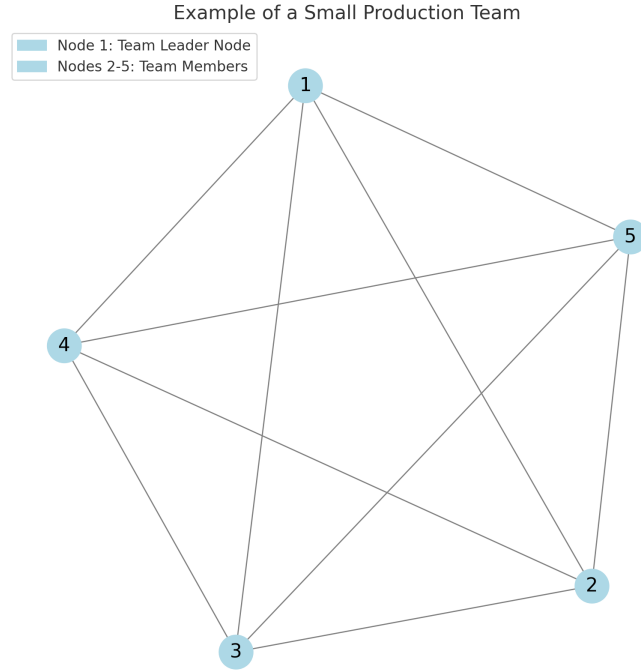 Example of a Small Production Team
Node 1: Team Leader Node
Nodes 2-5: Team Members
1
5
4
2
3